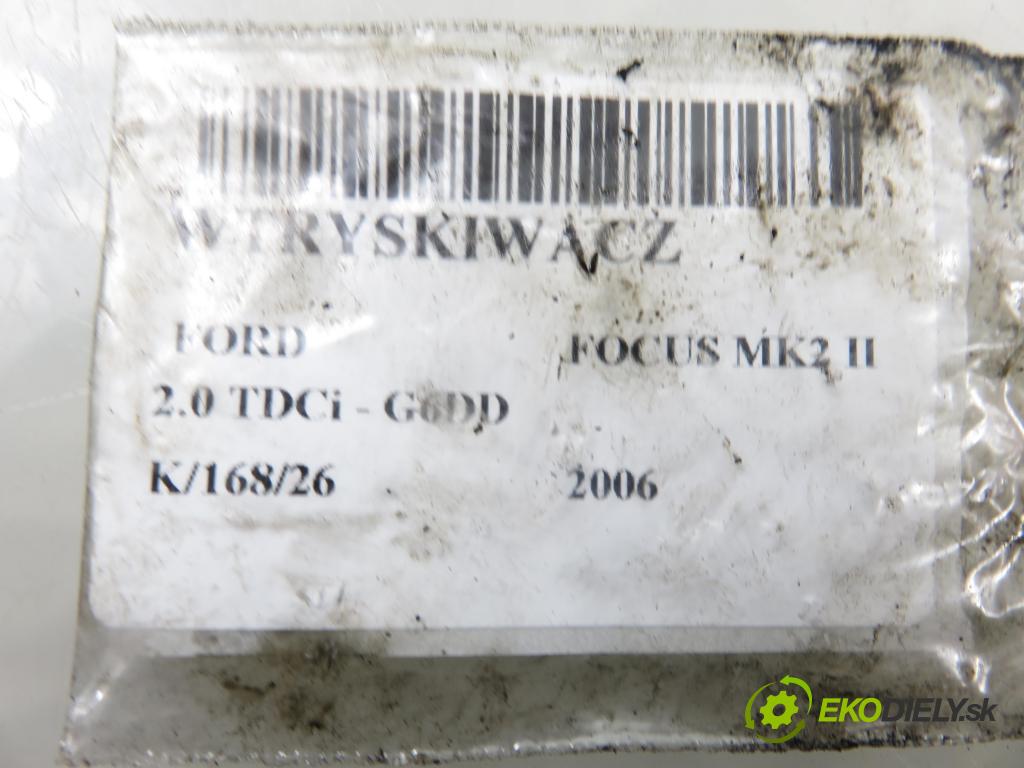 WTRYSKIWACZ
FORD FOCUS MK2 II
2.0 TDCi - G6DD
K/168/26 2006
EKODIELY.sk